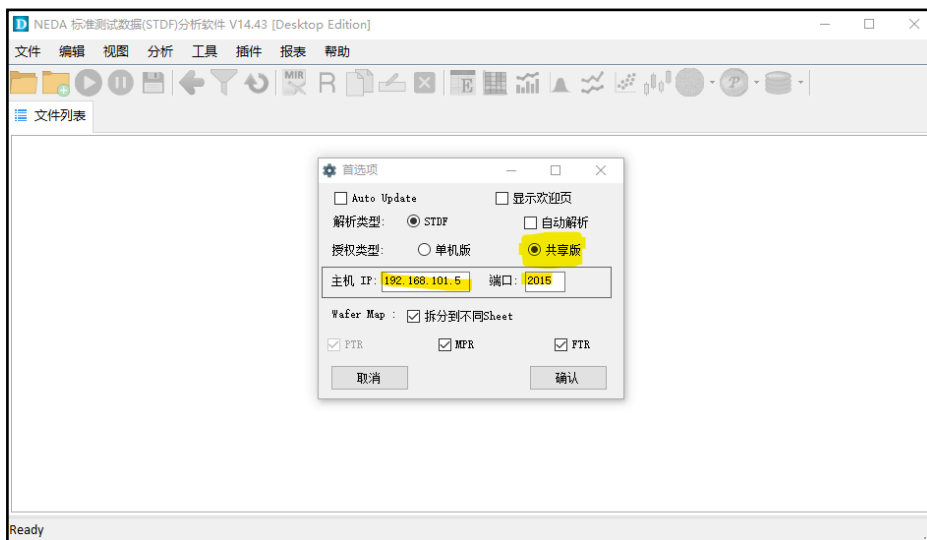 NEDA 标准测试数据(STDF)分析软件 V14.43 [Desktop Edition]
文件 编辑 视图 分析 工具 插件 报表 帮助
MIR R E P
文件列表
首选项
Auto Update 显示欢迎页
解析类型: STDF 自动解析
授权类型: 单机版 共享版
主机 IP: 192.168.101.5 端口: 2015
Wafer Map : 拆分到不同Sheet
PTR MPR FTR
取消 确认
Ready